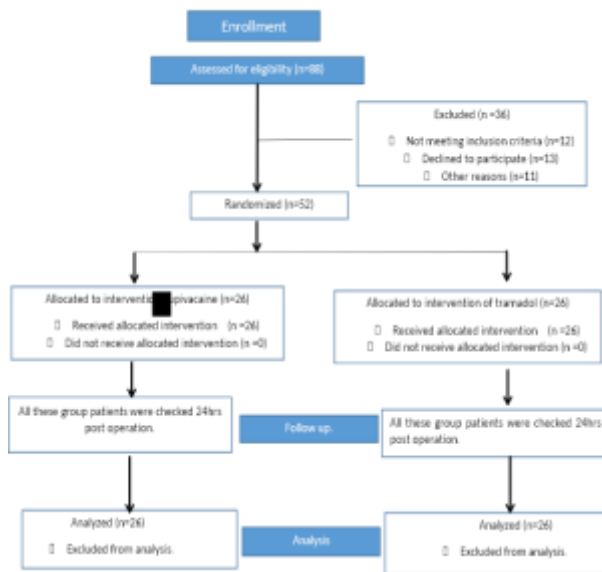 Enrollment
Assessed for eligibility (n=88)
Excluded (n =36)
Not meeting inclusion criteria (n=12)
Declined to participate (n=13)
Other reasons (n=11)
Randomized (n=52)
Allocated to intervention upivacaine (n=26)
Received allocated intervention (n =26)
Did not receive allocated intervention (n =0)
Allocated to intervention of tramadol (n=26)
Received allocated intervention (n =26)
Did not receive allocated intervention (n =0)
All these group patients were checked 24hrs
post operation.
Follow up.
All these group patients were checked 24hrs
post operation.
Analyzed (n=26)
Excluded from analysis.
Analysis
Analyzed (n=26)
Excluded from analysis.